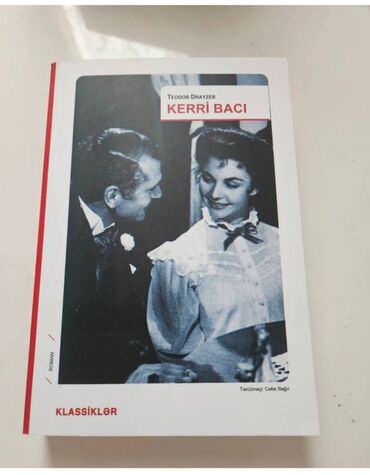 TEODOR DRAYZER
KERRİ BACI
ROMAN
Tərcüməçi: Cəfər Bağır
KLASSİKLƏR